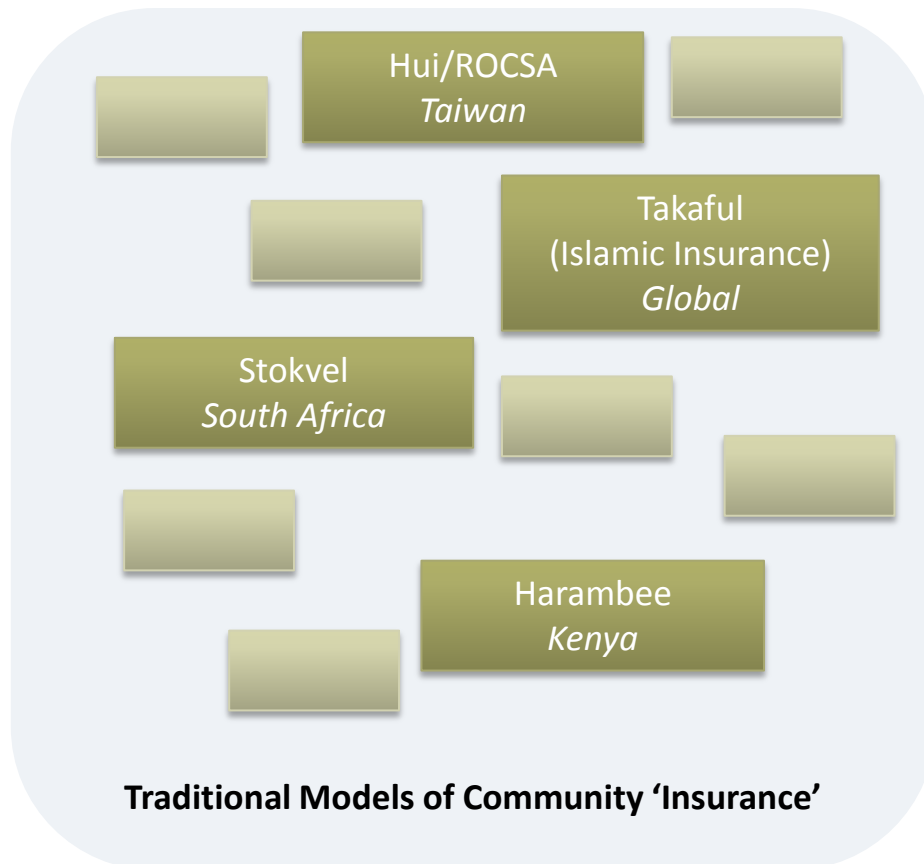 Hui/ROCSA
Taiwan
Takaful
(Islamic Insurance)
Global
Stokvel
South Africa
Harambee
Kenya
Traditional Models of Community ‘Insurance’